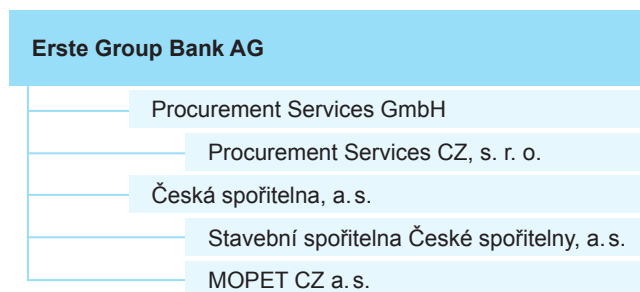 Erste Group Bank AG
Procurement Services GmbH
Procurement Services CZ, s. r. o.
Česká spořitelna, a. s.
Stavební spořitelna České spořitelny, a. s.
MOPET CZ a. s.